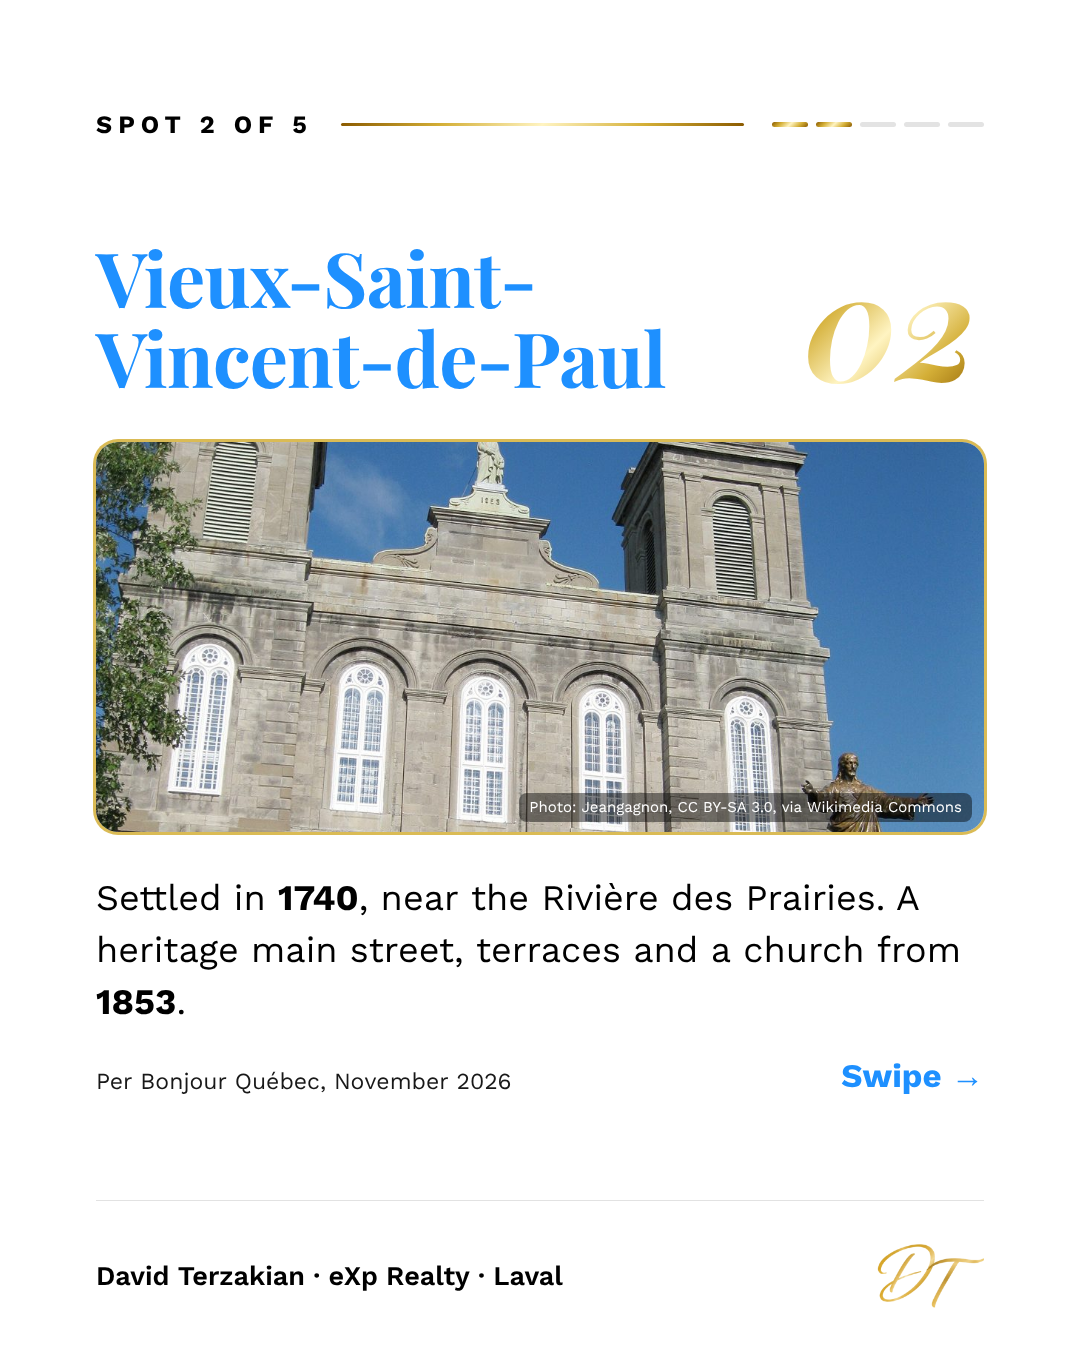 SPOT 2 OF 5
Vieux-Saint-
Vincent-de-Paul
02
1853
Photo: Jeangagnon, CC BY-SA 3.0, via Wikimedia Commons
Settled in 1740, near the Rivière des Prairies. A
heritage main street, terraces and a church from
1853.
Per Bonjour Québec, November 2026
Swipe →
David Terzakian · eXp Realty · Laval
DT